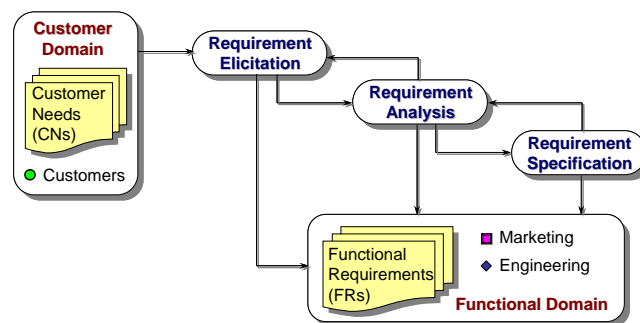 Customer
Domain
Customer
Needs
(CNs)
Customers
Requirement
Elicitation
Requirement
Analysis
Requirement
Specification
Functional
Requirements
(FRs)
Marketing
Engineering
Functional Domain